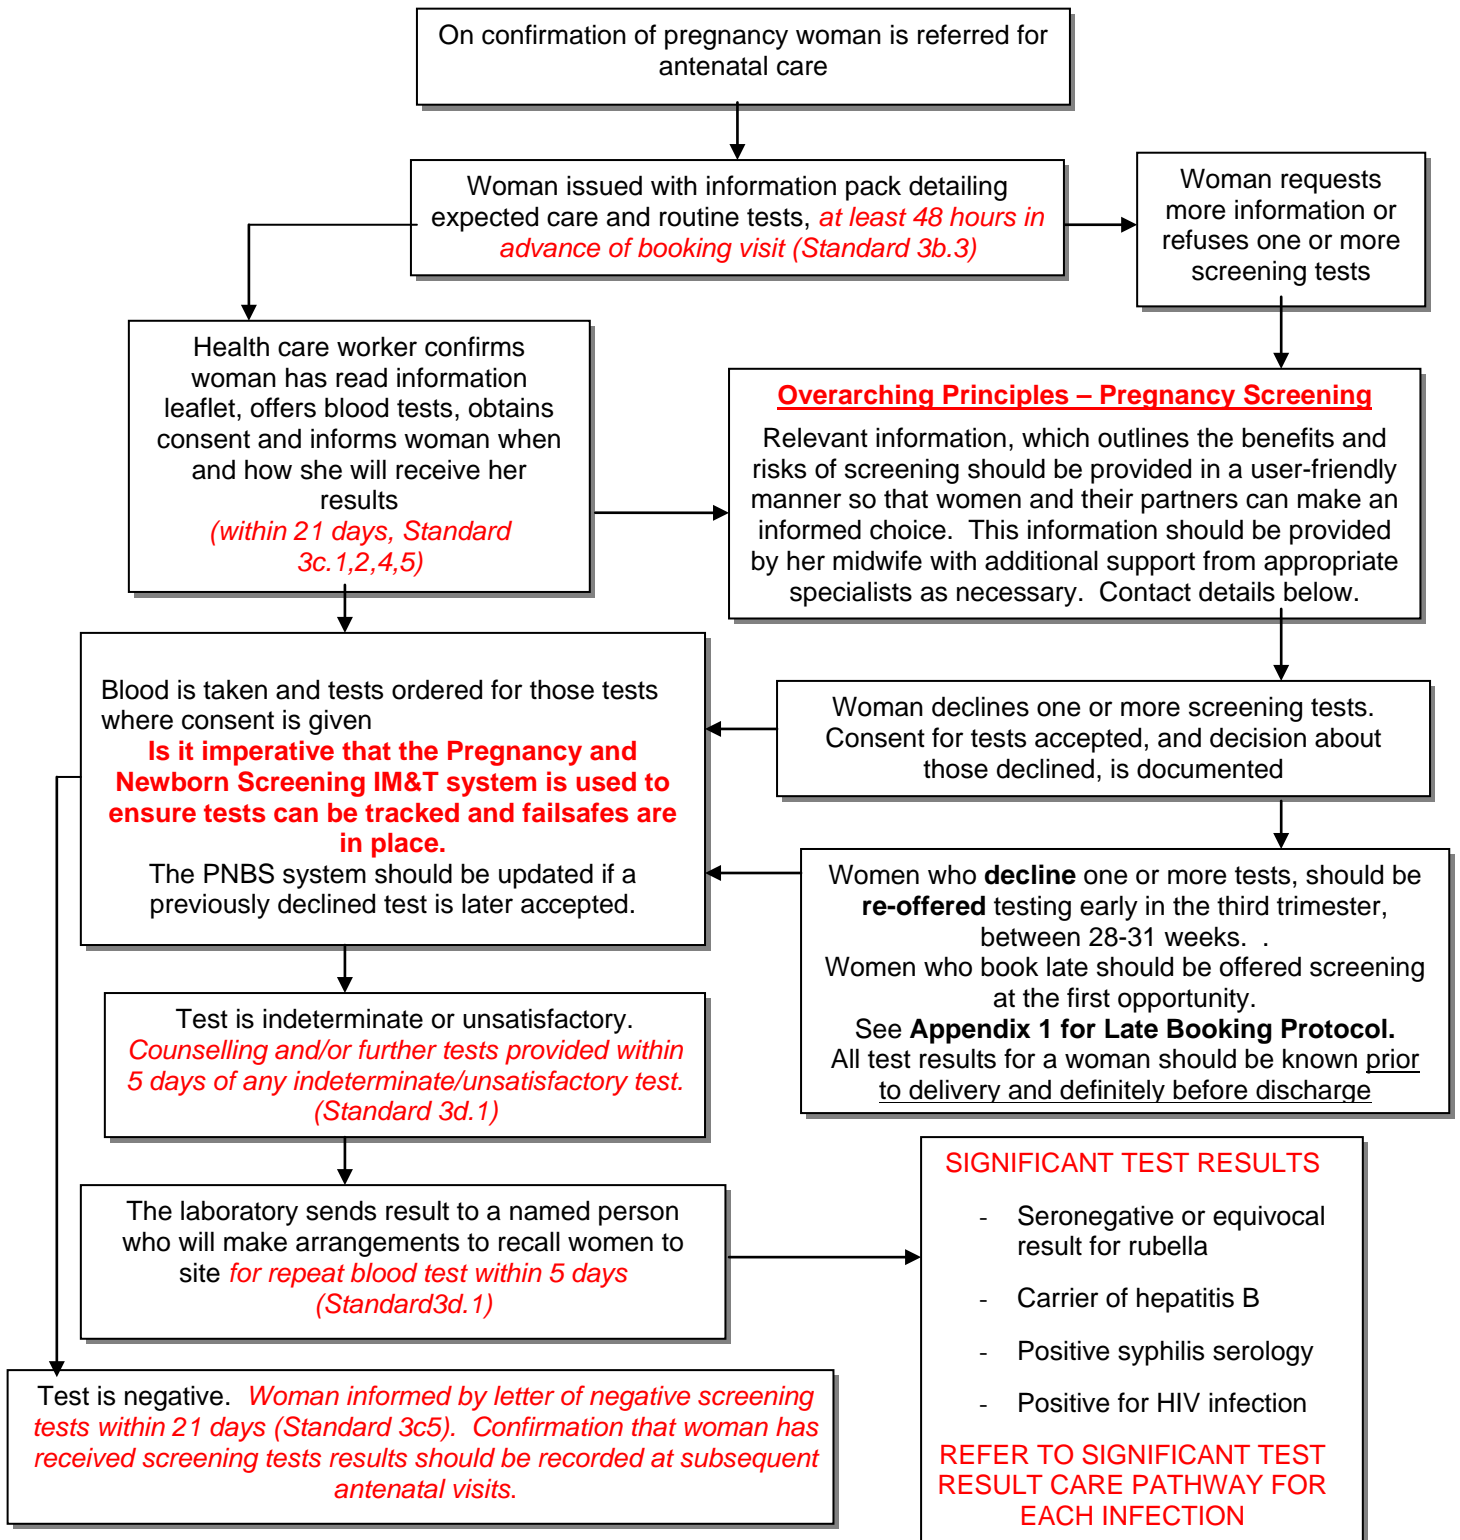 On confirmation of pregnancy woman is referred for
antenatal care
Woman issued with information pack detailing
expected care and routine tests, at least 48 hours in
advance of booking visit (Standard 3b.3)
Woman requests
more information or
refuses one or more
screening tests
Health care worker confirms
woman has read information
leaflet, offers blood tests, obtains
consent and informs woman when
and how she will receive her
results
(within 21 days, Standard
3c.1,2,4,5)
Overarching Principles – Pregnancy Screening
Relevant information, which outlines the benefits and
risks of screening should be provided in a user-friendly
manner so that women and their partners can make an
informed choice.  This information should be provided
by her midwife with additional support from appropriate
specialists as necessary.  Contact details below.
Blood is taken and tests ordered for those tests
where consent is given
Is it imperative that the Pregnancy and
Newborn Screening IM&T system is used to
ensure tests can be tracked and failsafes are
in place.
The PNBS system should be updated if a
previously declined test is later accepted.
Woman declines one or more screening tests.
Consent for tests accepted, and decision about
those declined, is documented
Women who decline one or more tests, should be
re-offered testing early in the third trimester,
between 28-31 weeks.  .
Women who book late should be offered screening
at the first opportunity.
See Appendix 1 for Late Booking Protocol.
All test results for a woman should be known prior
to delivery and definitely before discharge
Test is indeterminate or unsatisfactory.
Counselling and/or further tests provided within
5 days of any indeterminate/unsatisfactory test.
(Standard 3d.1)
The laboratory sends result to a named person
who will make arrangements to recall women to
site for repeat blood test within 5 days
(Standard3d.1)
SIGNIFICANT TEST RESULTS
- Seronegative or equivocal
result for rubella
- Carrier of hepatitis B
- Positive syphilis serology
- Positive for HIV infection
REFER TO SIGNIFICANT TEST
RESULT CARE PATHWAY FOR
EACH INFECTION
Test is negative.  Woman informed by letter of negative screening
tests within 21 days (Standard 3c5).  Confirmation that woman has
received screening tests results should be recorded at subsequent
antenatal visits.